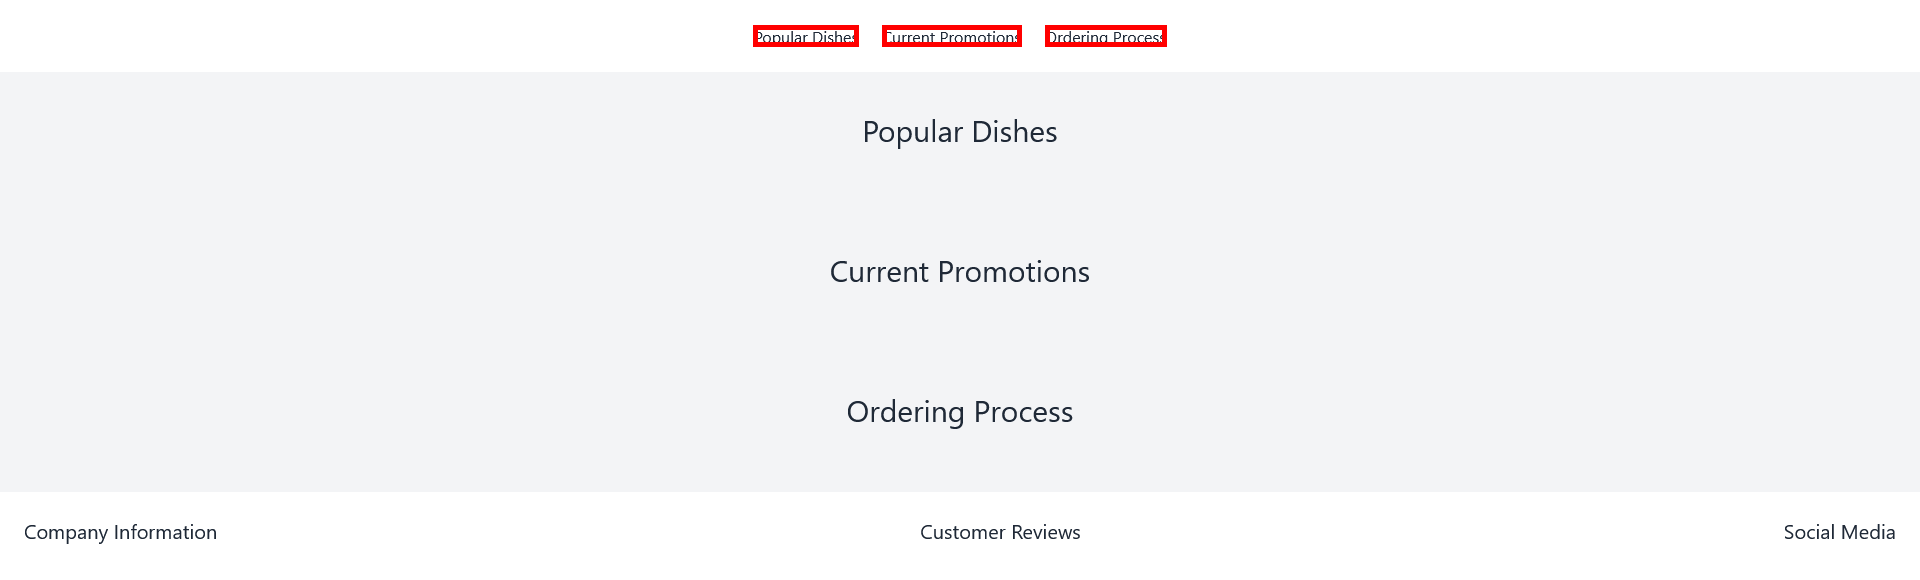 Popular Dishes Current Promotions Ordering Process
Popular Dishes
Current Promotions
Ordering Process
Company Information Customer Reviews Social Media